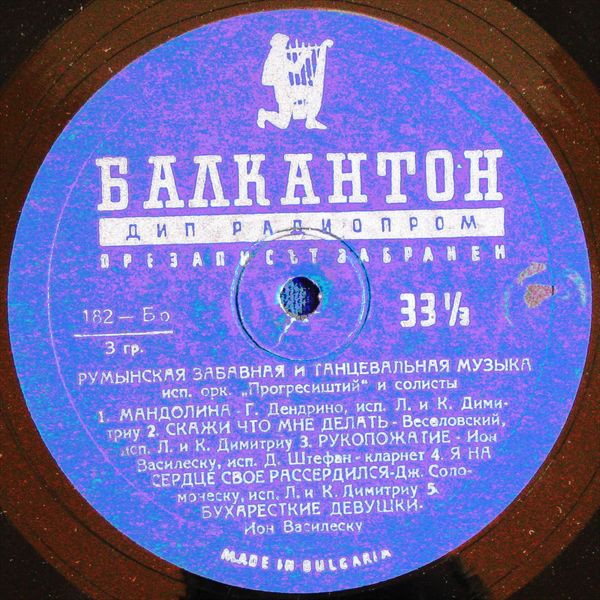 БАЛКАНТОН
ДИП РАДИОПРОМ
ПРЕЗАПИСЪТ ЗАБРАНЕН
182 – Бр
3 гр.
33 1/3
РУМЫНСКАЯ ЗАБАВНАЯ И ТАНЦЕВАЛЬНАЯ МУЗЫКА
исп. орк. „Прогресиштий" и солисты
1. МАНДОЛИНА - Г. Дендрино, исп. Л. и К. Дими-
триу 2. СКАЖИ ЧТО МНЕ ДЕЛАТЬ - Веселовский,
исп. Л. и К. Димитриу 3. РУКОПОЖАТИЕ - Ион
Василеску, исп. Д. Штефан - кларнет 4. Я НА
СЕРДЦЕ СВОЕ РАССЕРДИЛСЯ - Дж. Соло-
монеску, исп. Л. и К. Димитриу 5.
БУХАРЕСТКИЕ ДЕВУШКИ-
Ион Василеску
MADE IN BULGARIA